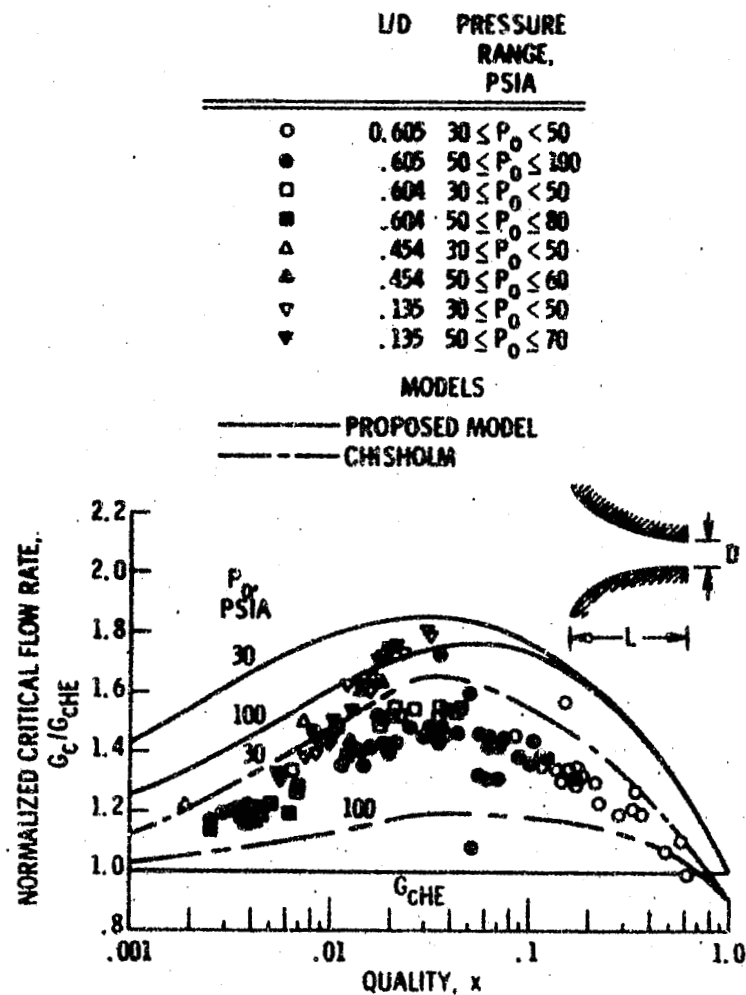 L/D PRESSURE
RANGE,
PSIA
0.605 30 ≤ P₀ < 50
.605 50 ≤ P₀ ≤ 100
.604 30 ≤ P₀ < 50
.604 50 ≤ P₀ ≤ 80
.454 30 ≤ P₀ < 50
.454 50 ≤ P₀ ≤ 60
.135 30 ≤ P₀ < 50
.135 50 ≤ P₀ ≤ 70
MODELS
PROPOSED MODEL
CHISHOLM
NORMALIZED CRITICAL FLOW RATE,
G_C/G_CHE
2.2
2.0
1.8
1.6
1.4
1.2
1.0
.8
P₀,
PSIA
30
100
30
100
G_CHE
D
L
.001 .01 .1 1.0
QUALITY, x